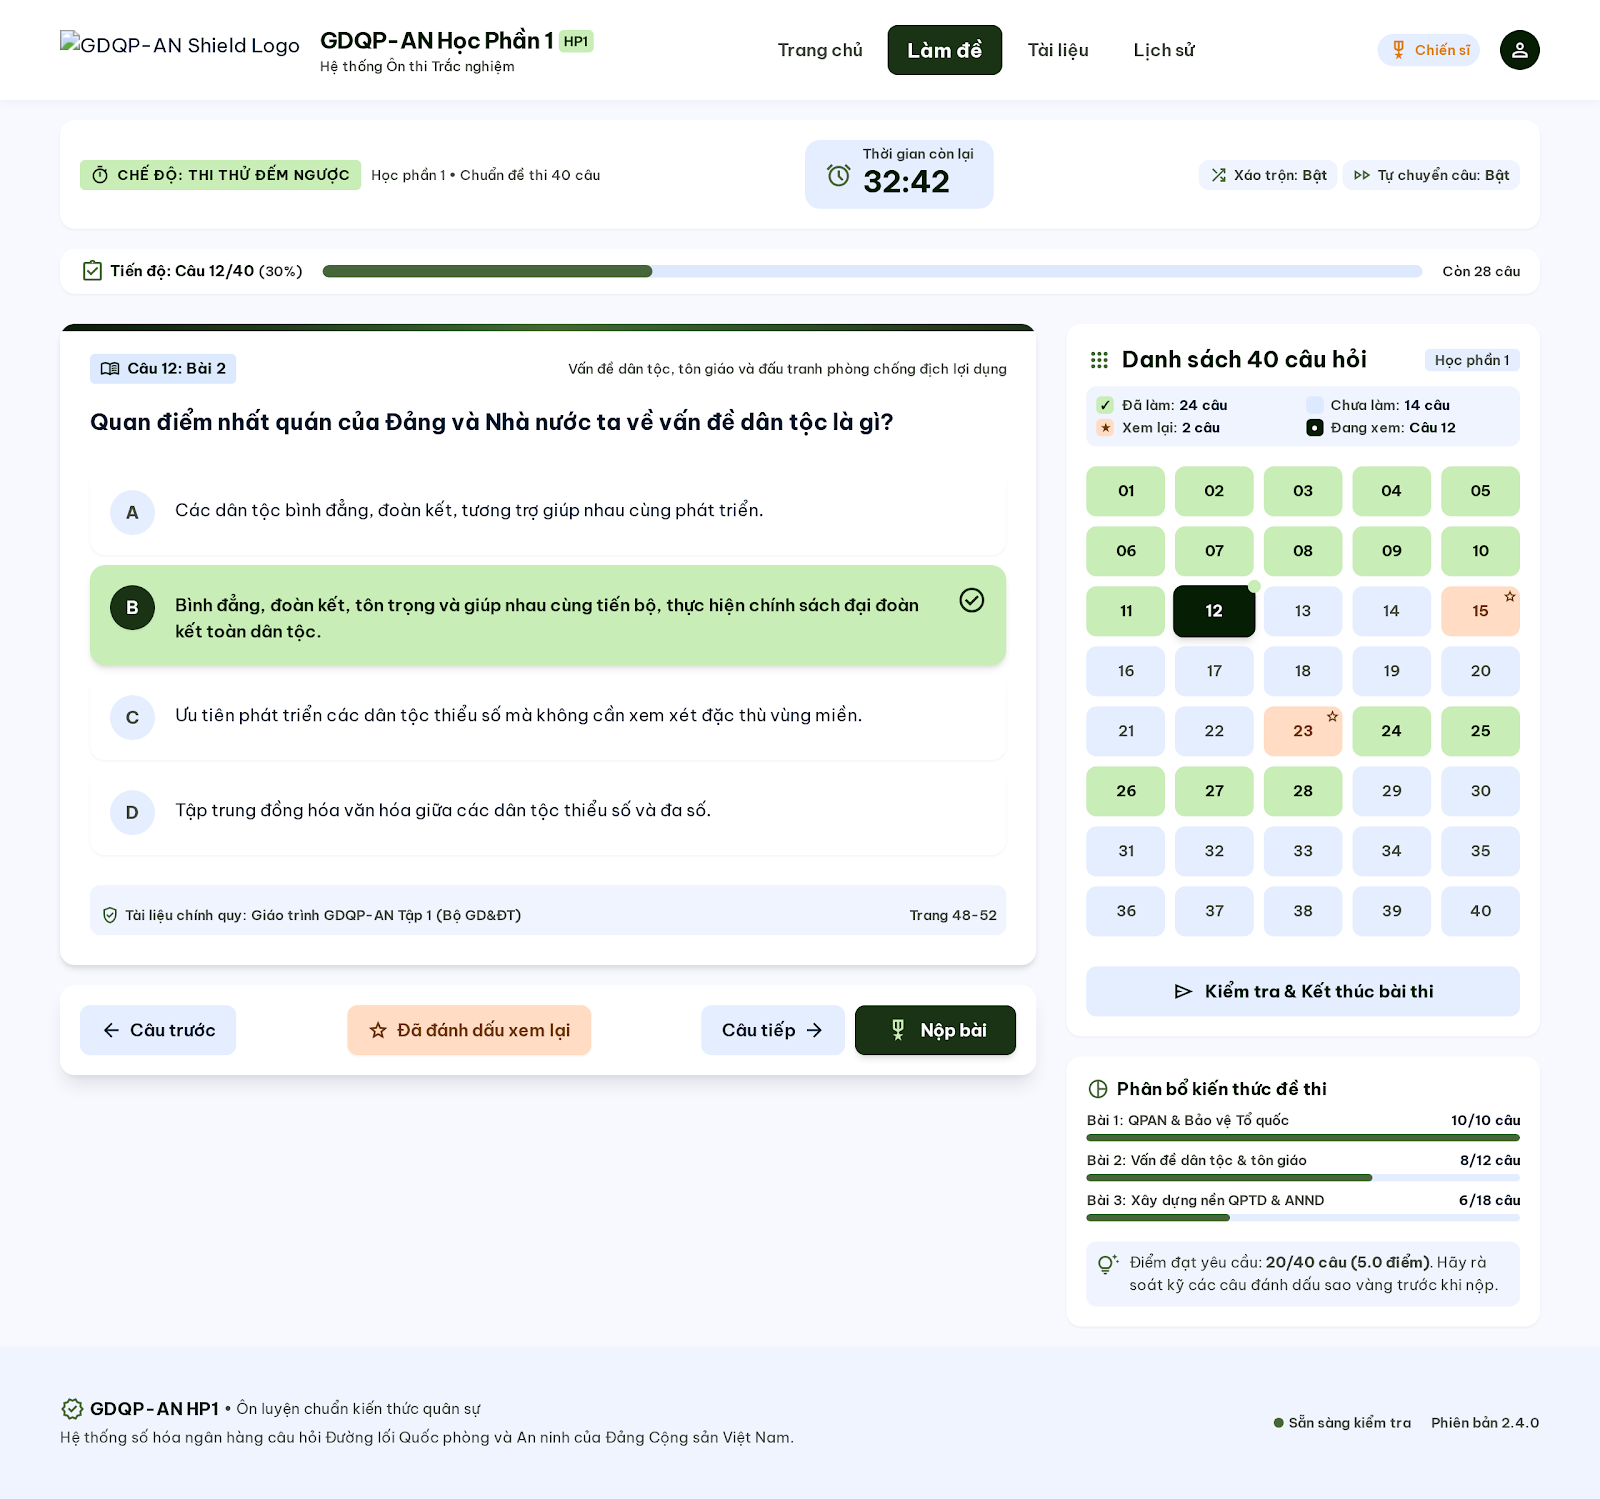 GDQP-AN Shield Logo
GDQP-AN Học Phần 1 HP1
Hệ thống Ôn thi Trắc nghiệm
Trang chủ
Làm đề
Tài liệu
Lịch sử
Chiến sĩ
CHẾ ĐỘ: THI THỬ ĐẾM NGƯỢC
Học phần 1 • Chuẩn đề thi 40 câu
Thời gian còn lại
32:42
Xáo trộn: Bật
Tự chuyển câu: Bật
Tiến độ: Câu 12/40 (30%)
Còn 28 câu
Câu 12: Bài 2
Vấn đề dân tộc, tôn giáo và đấu tranh phòng chống địch lợi dụng
Quan điểm nhất quán của Đảng và Nhà nước ta về vấn đề dân tộc là gì?
A
Các dân tộc bình đẳng, đoàn kết, tương trợ giúp nhau cùng phát triển.
B
Bình đẳng, đoàn kết, tôn trọng và giúp nhau cùng tiến bộ, thực hiện chính sách đại đoàn
kết toàn dân tộc.
C
Ưu tiên phát triển các dân tộc thiểu số mà không cần xem xét đặc thù vùng miền.
D
Tập trung đồng hóa văn hóa giữa các dân tộc thiểu số và đa số.
Tài liệu chính quy: Giáo trình GDQP-AN Tập 1 (Bộ GD&ĐT)
Trang 48-52
Câu trước
Đã đánh dấu xem lại
Câu tiếp
Nộp bài
Danh sách 40 câu hỏi
Học phần 1
Đã làm: 24 câu
Chưa làm: 14 câu
Xem lại: 2 câu
Đang xem: Câu 12
01 02 03 04 05
06 07 08 09 10
11 12 13 14 15
16 17 18 19 20
21 22 23 24 25
26 27 28 29 30
31 32 33 34 35
36 37 38 39 40
Kiểm tra & Kết thúc bài thi
Phân bổ kiến thức đề thi
Bài 1: QPAN & Bảo vệ Tổ quốc
10/10 câu
Bài 2: Vấn đề dân tộc & tôn giáo
8/12 câu
Bài 3: Xây dựng nền QPTD & ANND
6/18 câu
Điểm đạt yêu cầu: 20/40 câu (5.0 điểm). Hãy rà
soát kỹ các câu đánh dấu sao vàng trước khi nộp.
GDQP-AN HP1 • Ôn luyện chuẩn kiến thức quân sự
Hệ thống số hóa ngân hàng câu hỏi Đường lối Quốc phòng và An ninh của Đảng Cộng sản Việt Nam.
Sẵn sàng kiểm tra
Phiên bản 2.4.0